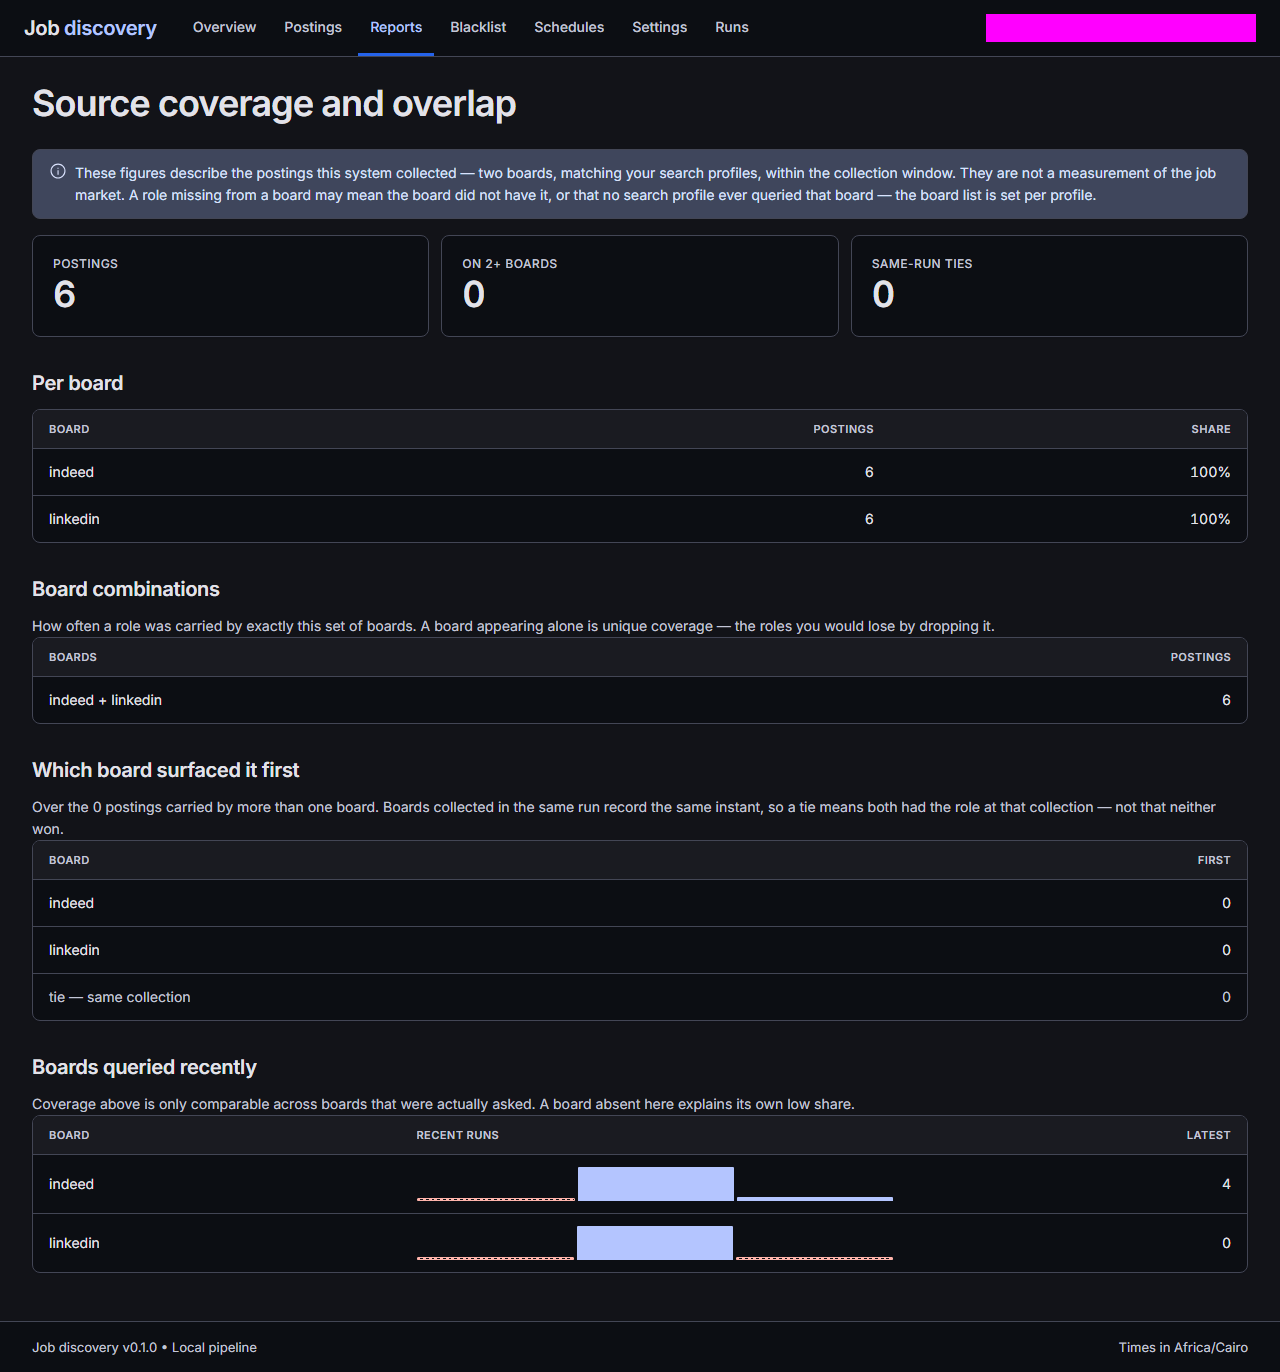 Job discovery
Overview Postings Reports Blacklist Schedules Settings Runs
Source coverage and overlap
These figures describe the postings this system collected — two boards, matching your search profiles, within the collection window. They are not a measurement of the job
market. A role missing from a board may mean the board did not have it, or that no search profile ever queried that board — the board list is set per profile.
POSTINGS
6
ON 2+ BOARDS
0
SAME-RUN TIES
0
Per board
BOARD POSTINGS SHARE
indeed 6 100%
linkedin 6 100%
Board combinations
How often a role was carried by exactly this set of boards. A board appearing alone is unique coverage — the roles you would lose by dropping it.
BOARDS POSTINGS
indeed + linkedin 6
Which board surfaced it first
Over the 0 postings carried by more than one board. Boards collected in the same run record the same instant, so a tie means both had the role at that collection — not that neither
won.
BOARD FIRST
indeed 0
linkedin 0
tie — same collection 0
Boards queried recently
Coverage above is only comparable across boards that were actually asked. A board absent here explains its own low share.
BOARD RECENT RUNS LATEST
indeed 4
linkedin 0
Job discovery v0.1.0 • Local pipeline
Times in Africa/Cairo